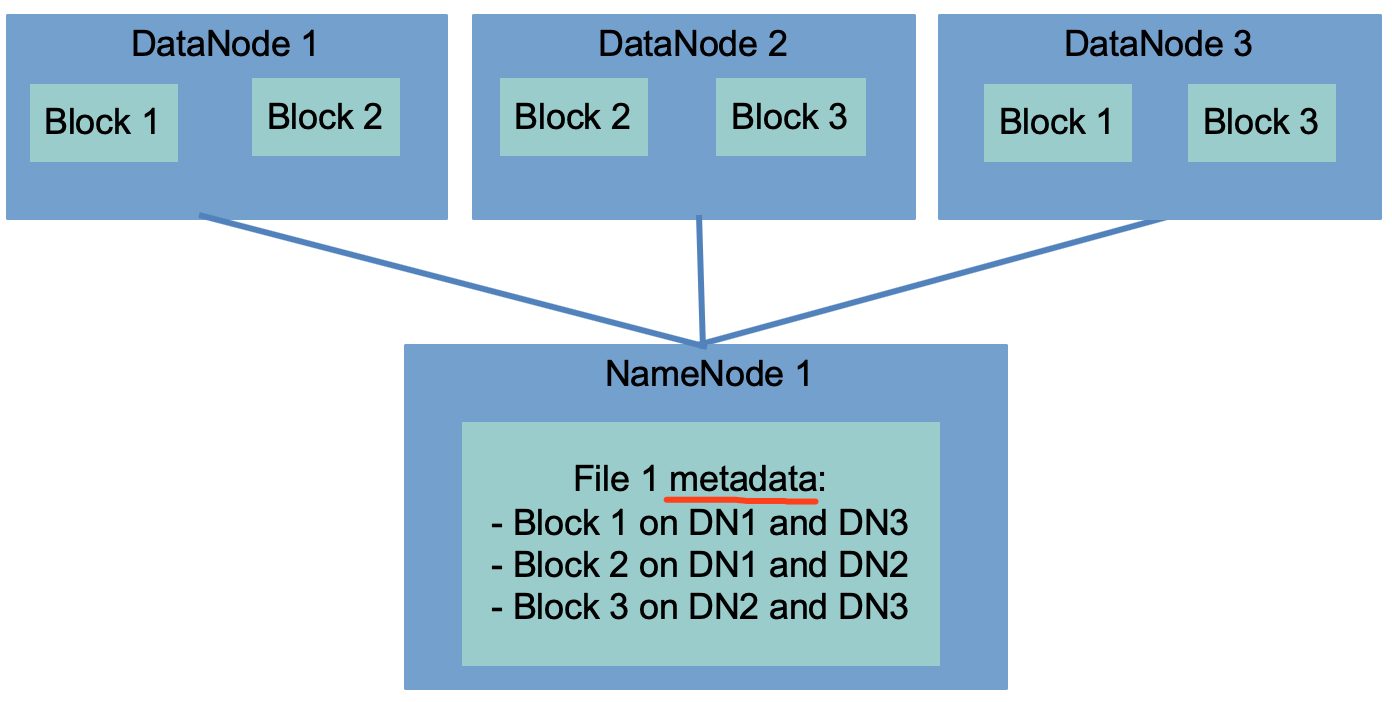 DataNode 1
Block 1
Block 2
DataNode 2
Block 2
Block 3
DataNode 3
Block 1
Block 3
NameNode 1
File 1 metadata:
- Block 1 on DN1 and DN3
- Block 2 on DN1 and DN2
- Block 3 on DN2 and DN3